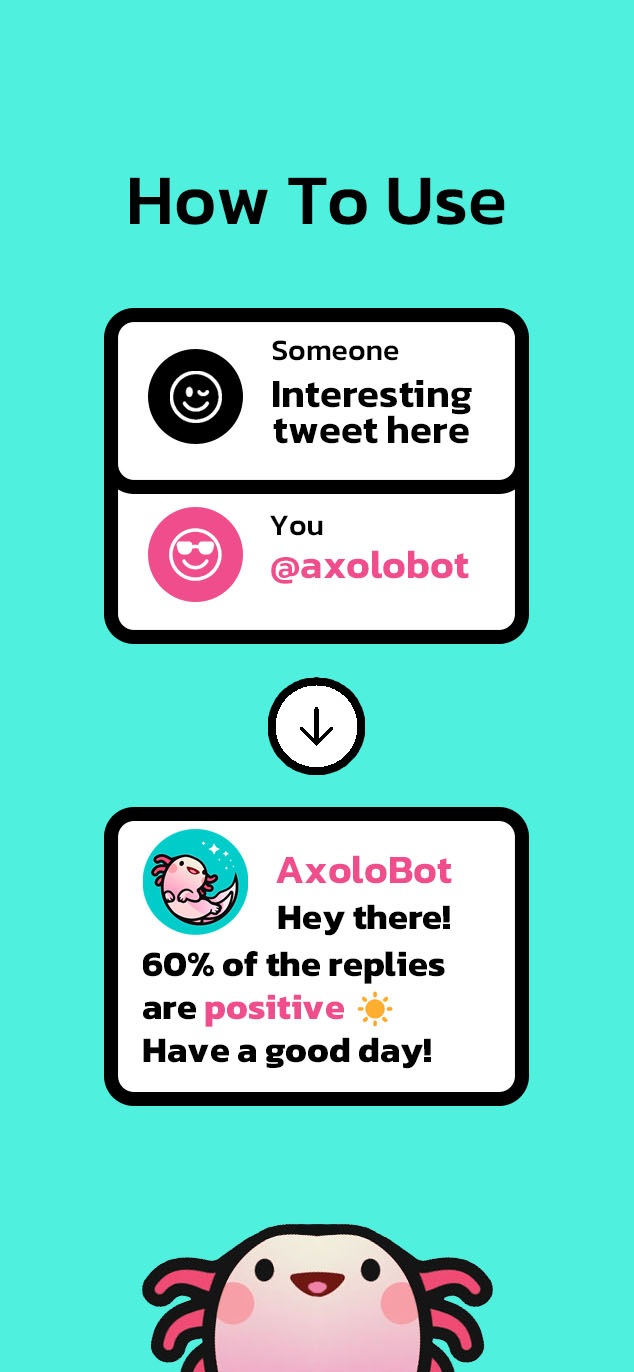 How To Use
Someone
Interesting
tweet here
You
@axolobot
AxoloBot
Hey there!
60% of the replies
are positive
Have a good day!